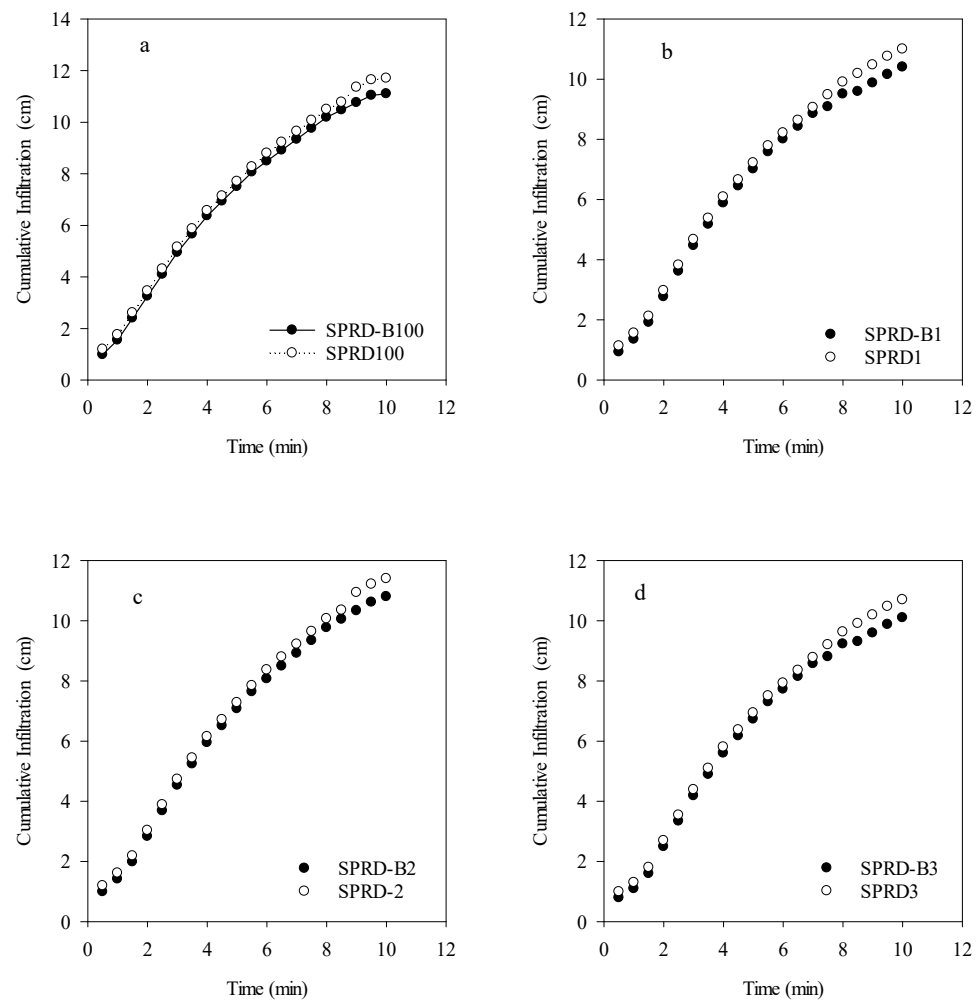 a
Cumulative Infiltration (cm)
14
12
10
8
6
4
2
0
SPRD-B100
SPRD100
0 2 4 6 8 10 12
Time (min)
b
Cumulative Infiltration (cm)
12
10
8
6
4
2
0
SPRD-B1
SPRD1
0 2 4 6 8 10 12
Time (min)
c
Cumulative Infiltration (cm)
12
10
8
6
4
2
0
SPRD-B2
SPRD-2
0 2 4 6 8 10 12
Time (min)
d
Cumulative Infiltration (cm)
12
10
8
6
4
2
0
SPRD-B3
SPRD3
0 2 4 6 8 10 12
Time (min)